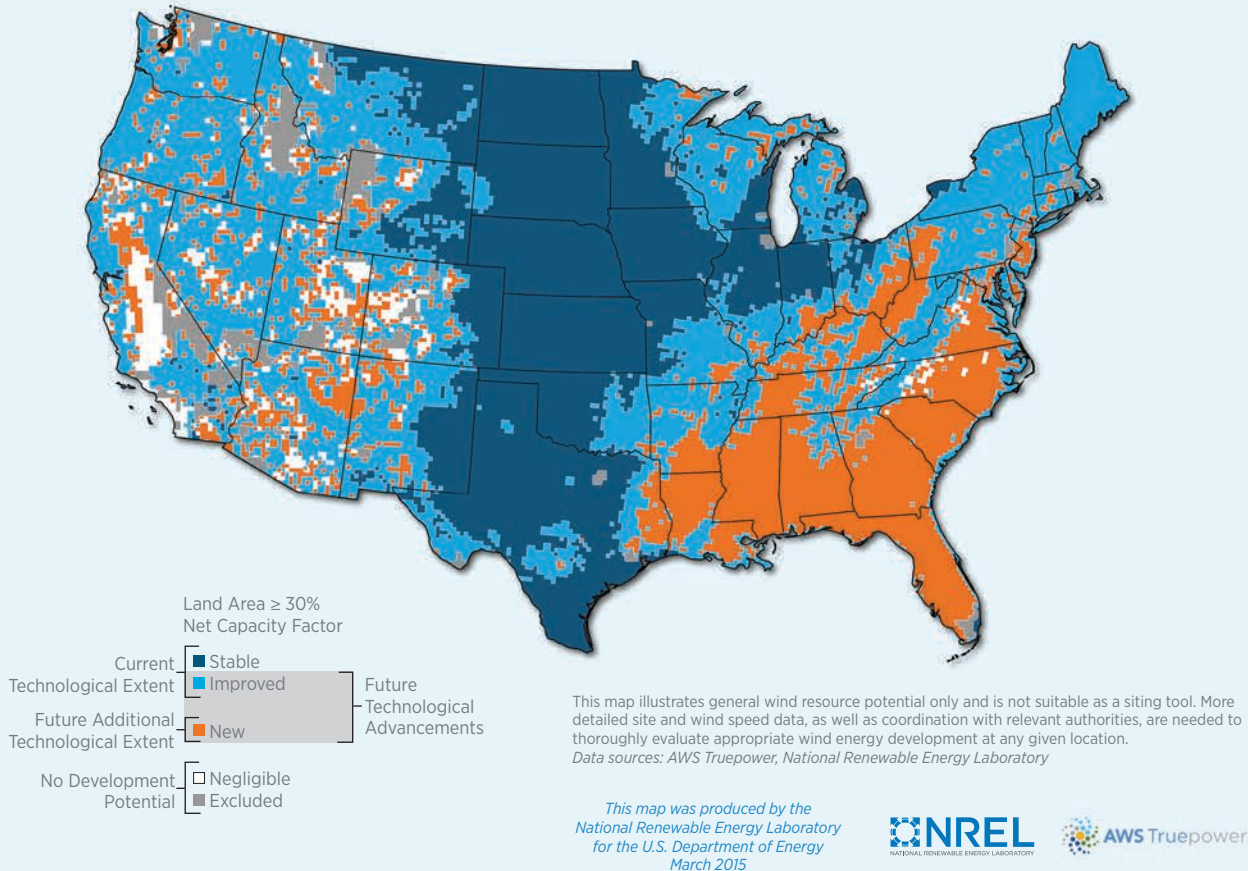 Land Area ≥ 30%
Net Capacity Factor
Current
Technological Extent
Stable
Improved
Future Additional
Technological Extent
New
Future
Technological
Advancements
No Development
Potential
Negligible
Excluded
This map illustrates general wind resource potential only and is not suitable as a siting tool. More
detailed site and wind speed data, as well as coordination with relevant authorities, are needed to
thoroughly evaluate appropriate wind energy development at any given location.
Data sources: AWS Truepower, National Renewable Energy Laboratory
This map was produced by the
National Renewable Energy Laboratory
for the U.S. Department of Energy
March 2015
NREL
NATIONAL RENEWABLE ENERGY LABORATORY
AWS Truepower